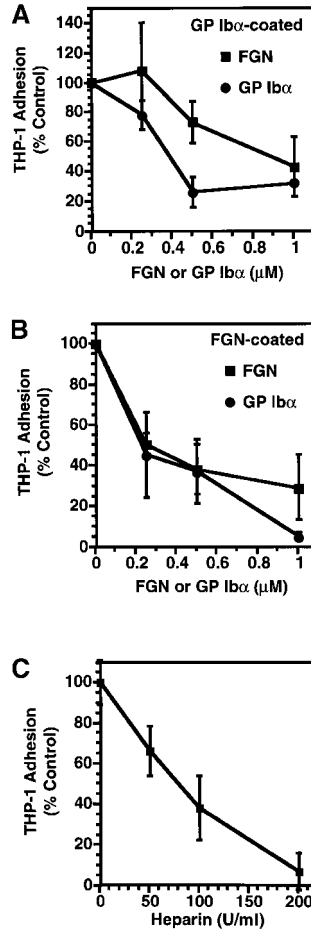 A
GP Ibα-coated
FGN
GP Ibα
THP-1 Adhesion
(% Control)
140
120
100
80
60
40
20
0
0 0.2 0.4 0.6 0.8 1
FGN or GP Ibα (μM)
B
FGN-coated
FGN
GP Ibα
THP-1 Adhesion
(% Control)
100
80
60
40
20
0
0 0.2 0.4 0.6 0.8 1
FGN or GP Ibα (μM)
C
THP-1 Adhesion
(% Control)
100
80
60
40
20
0
0 50 100 150 200
Heparin (U/ml)